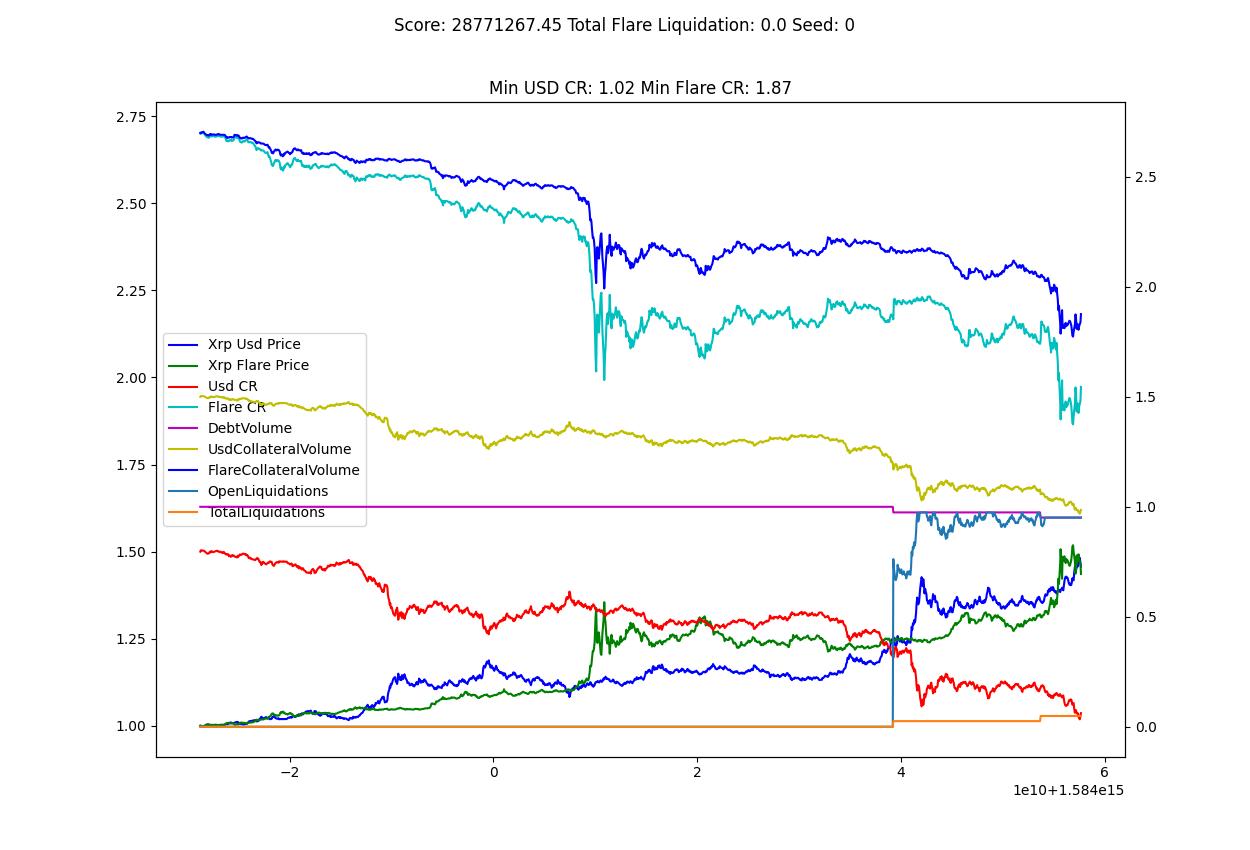 Score: 28771267.45 Total Flare Liquidation: 0.0 Seed: 0
Min USD CR: 1.02 Min Flare CR: 1.87
2.75
2.50
2.25
2.00
1.75
1.50
1.25
1.00
2.5
2.0
1.5
1.0
0.5
0.0
Xrp Usd Price
Xrp Flare Price
Usd CR
Flare CR
DebtVolume
UsdCollateralVolume
FlareCollateralVolume
OpenLiquidations
TotalLiquidations
−2 0 2 4 6
1e10+1.584e15